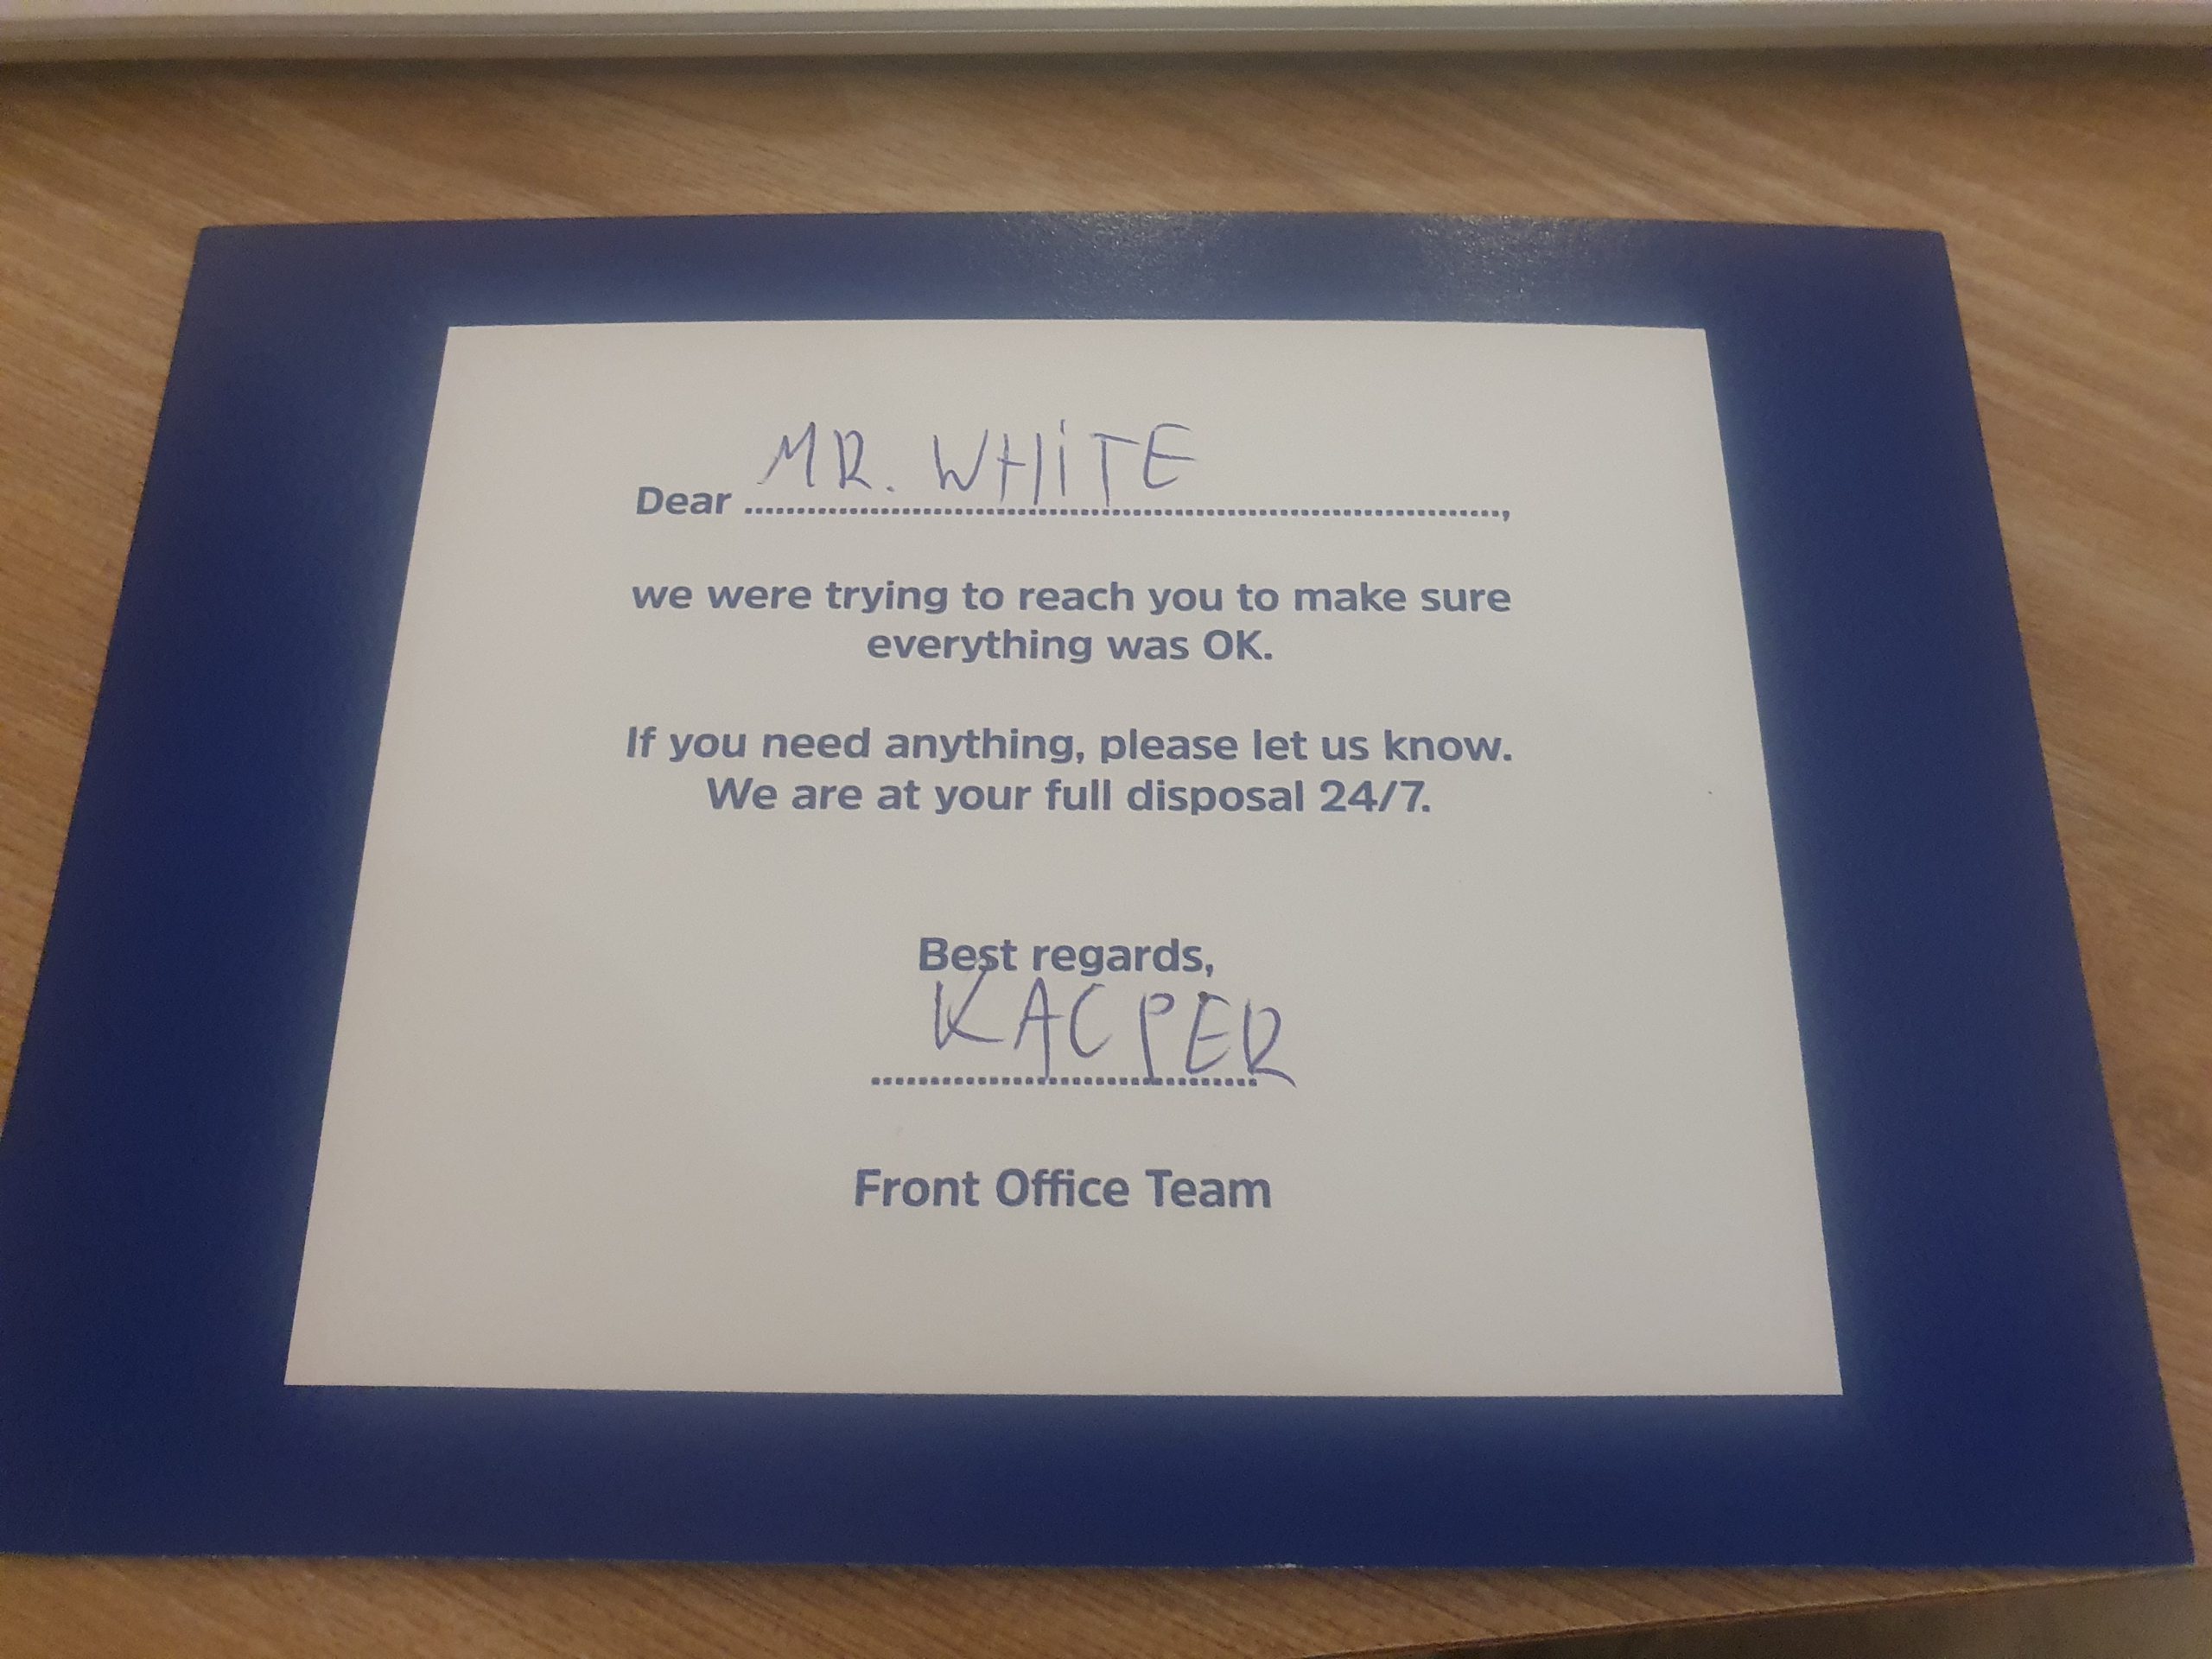 Dear MR. WHiTE,
we were trying to reach you to make sure
everything was OK.
If you need anything, please let us know.
We are at your full disposal 24/7.
Best regards,
KACPER
Front Office Team